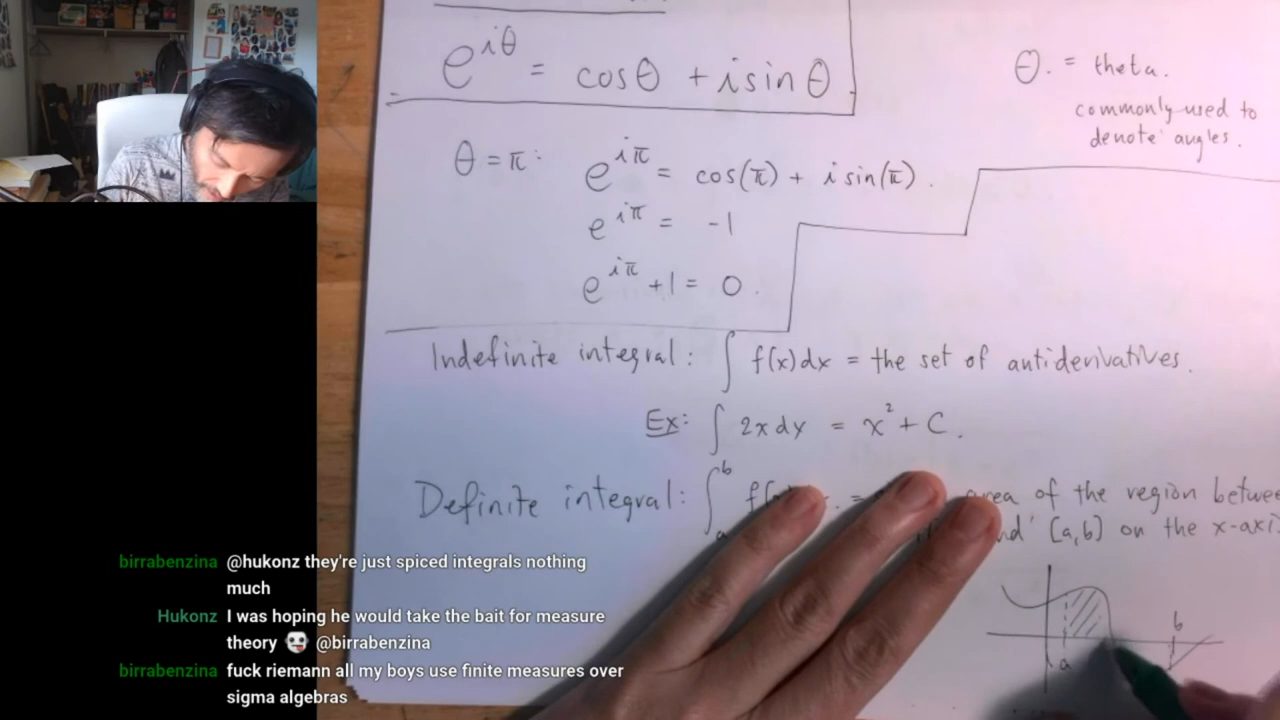 e^{iθ} = cosθ + i sin θ
θ. = theta.
commonly used to
denote angles.
θ = π: e^{iπ} = cos(π) + i sin(π).
e^{iπ} = -1
e^{iπ} +1 = 0.
Indefinite integral: ∫ f(x)dx = the set of antiderivatives.
Ex: ∫ 2x dx = x² + C.
Definite integral: ∫ b a area of the region between
[a,b] on the x-axi
b
a
birrabenzina @hukonz they're just spiced integrals nothing
much
Hukonz I was hoping he would take the bait for measure
theory 💀 @birrabenzina
birrabenzina fuck riemann all my boys use finite measures over
sigma algebras